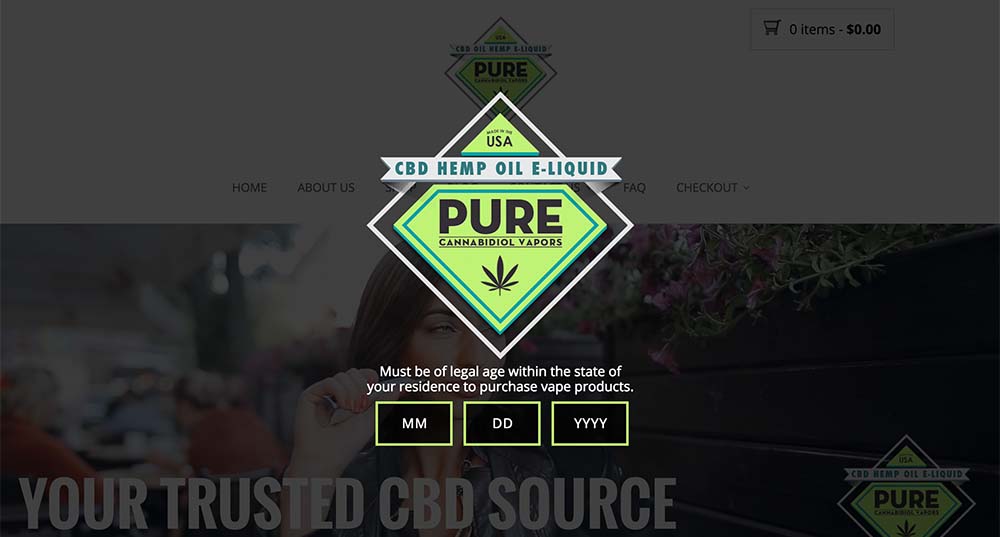 USA
CBD OIL HEMP E-LIQUID
PURE
CANNABIDIOL VAPORS
0 items - $0.00
MADE IN THE
USA
CBD HEMP OIL E-LIQUID
HOME ABOUT US FAQ CHECKOUT
PURE
CANNABIDIOL VAPORS
Must be of legal age within the state of
your residence to purchase vape products.
MM DD YYYY
YOUR TRUSTED CBD SOURCE
USA
CBD HEMP OIL E-LIQUID
PURE
CANNABIDIOL VAPORS